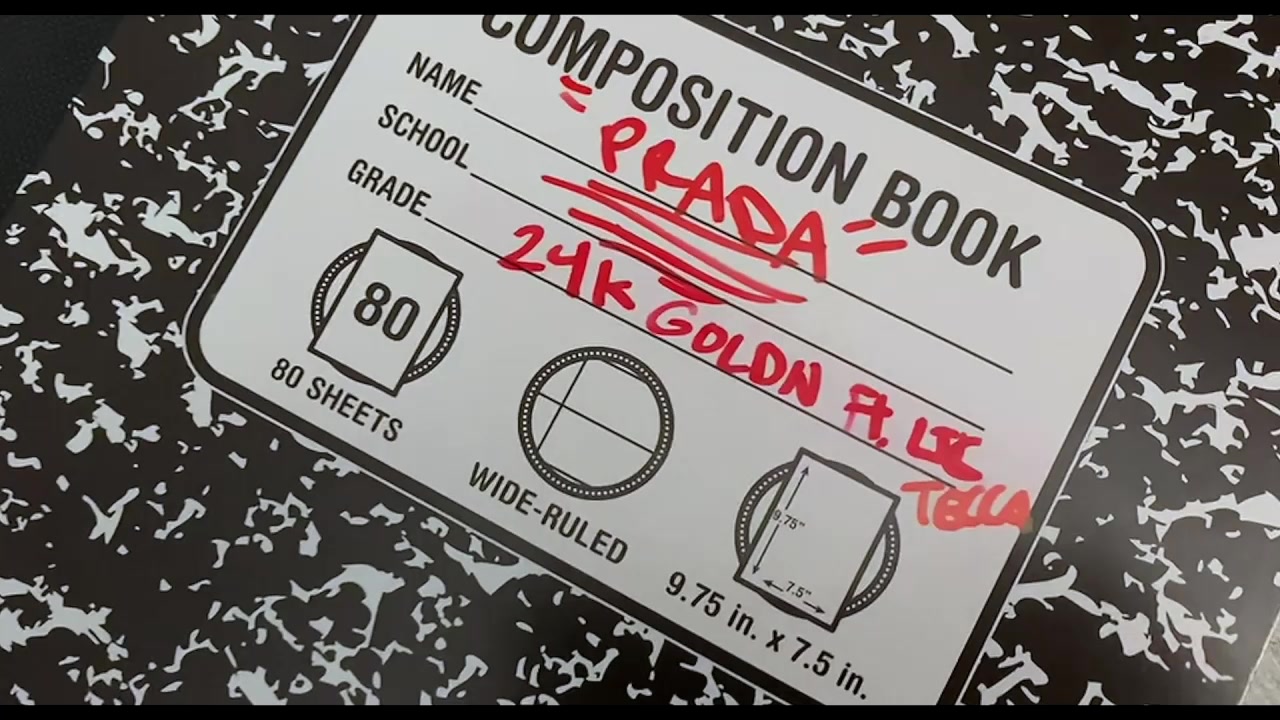 COMPOSITION BOOK
NAME
SCHOOL
GRADE
"PRADA"
24k GOLDN Ft. LIL
TECCA
80
80 SHEETS
WIDE-RULED
9.75"
7.5"
9.75 in. x 7.5 in.